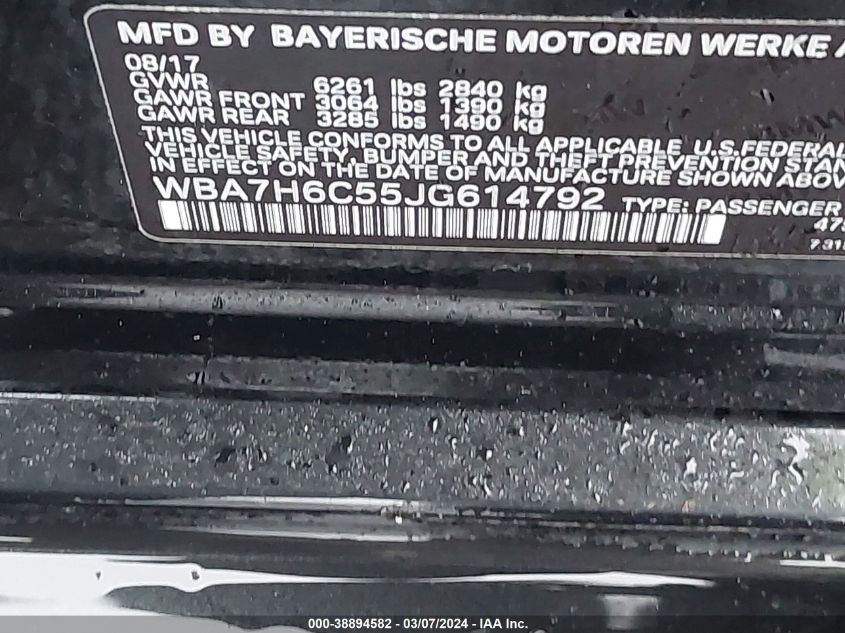 MFD BY BAYERISCHE MOTOREN WERKE
08/17
GVWR 6261 lbs 2840 kg
GAWR FRONT 3064 lbs 1390 kg
GAWR REAR 3285 lbs 1490 kg
THIS VEHICLE CONFORMS TO ALL APPLICABLE U.S.FEDERAL
VEHICLE SAFETY, BUMPER AND THEFT PREVENTION STAN
IN EFFECT ON THE DATE OF MANUFACTURE SHOWN ABOV
WBA7H6C55JG614792 TYPE: PASSENGER
000-38894582 - 03/07/2024 - IAA Inc.